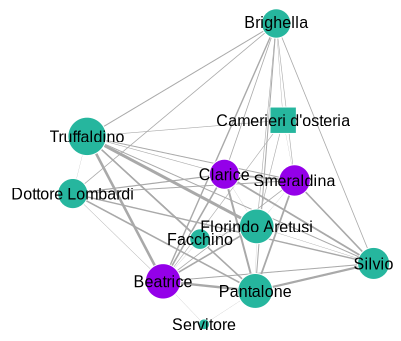 Brighella
Camerieri d'osteria
Truffaldino
Clarice
Smeraldina
Dottore Lombardi
Florindo Aretusi
Facchino
Silvio
Beatrice
Pantalone
Servitore